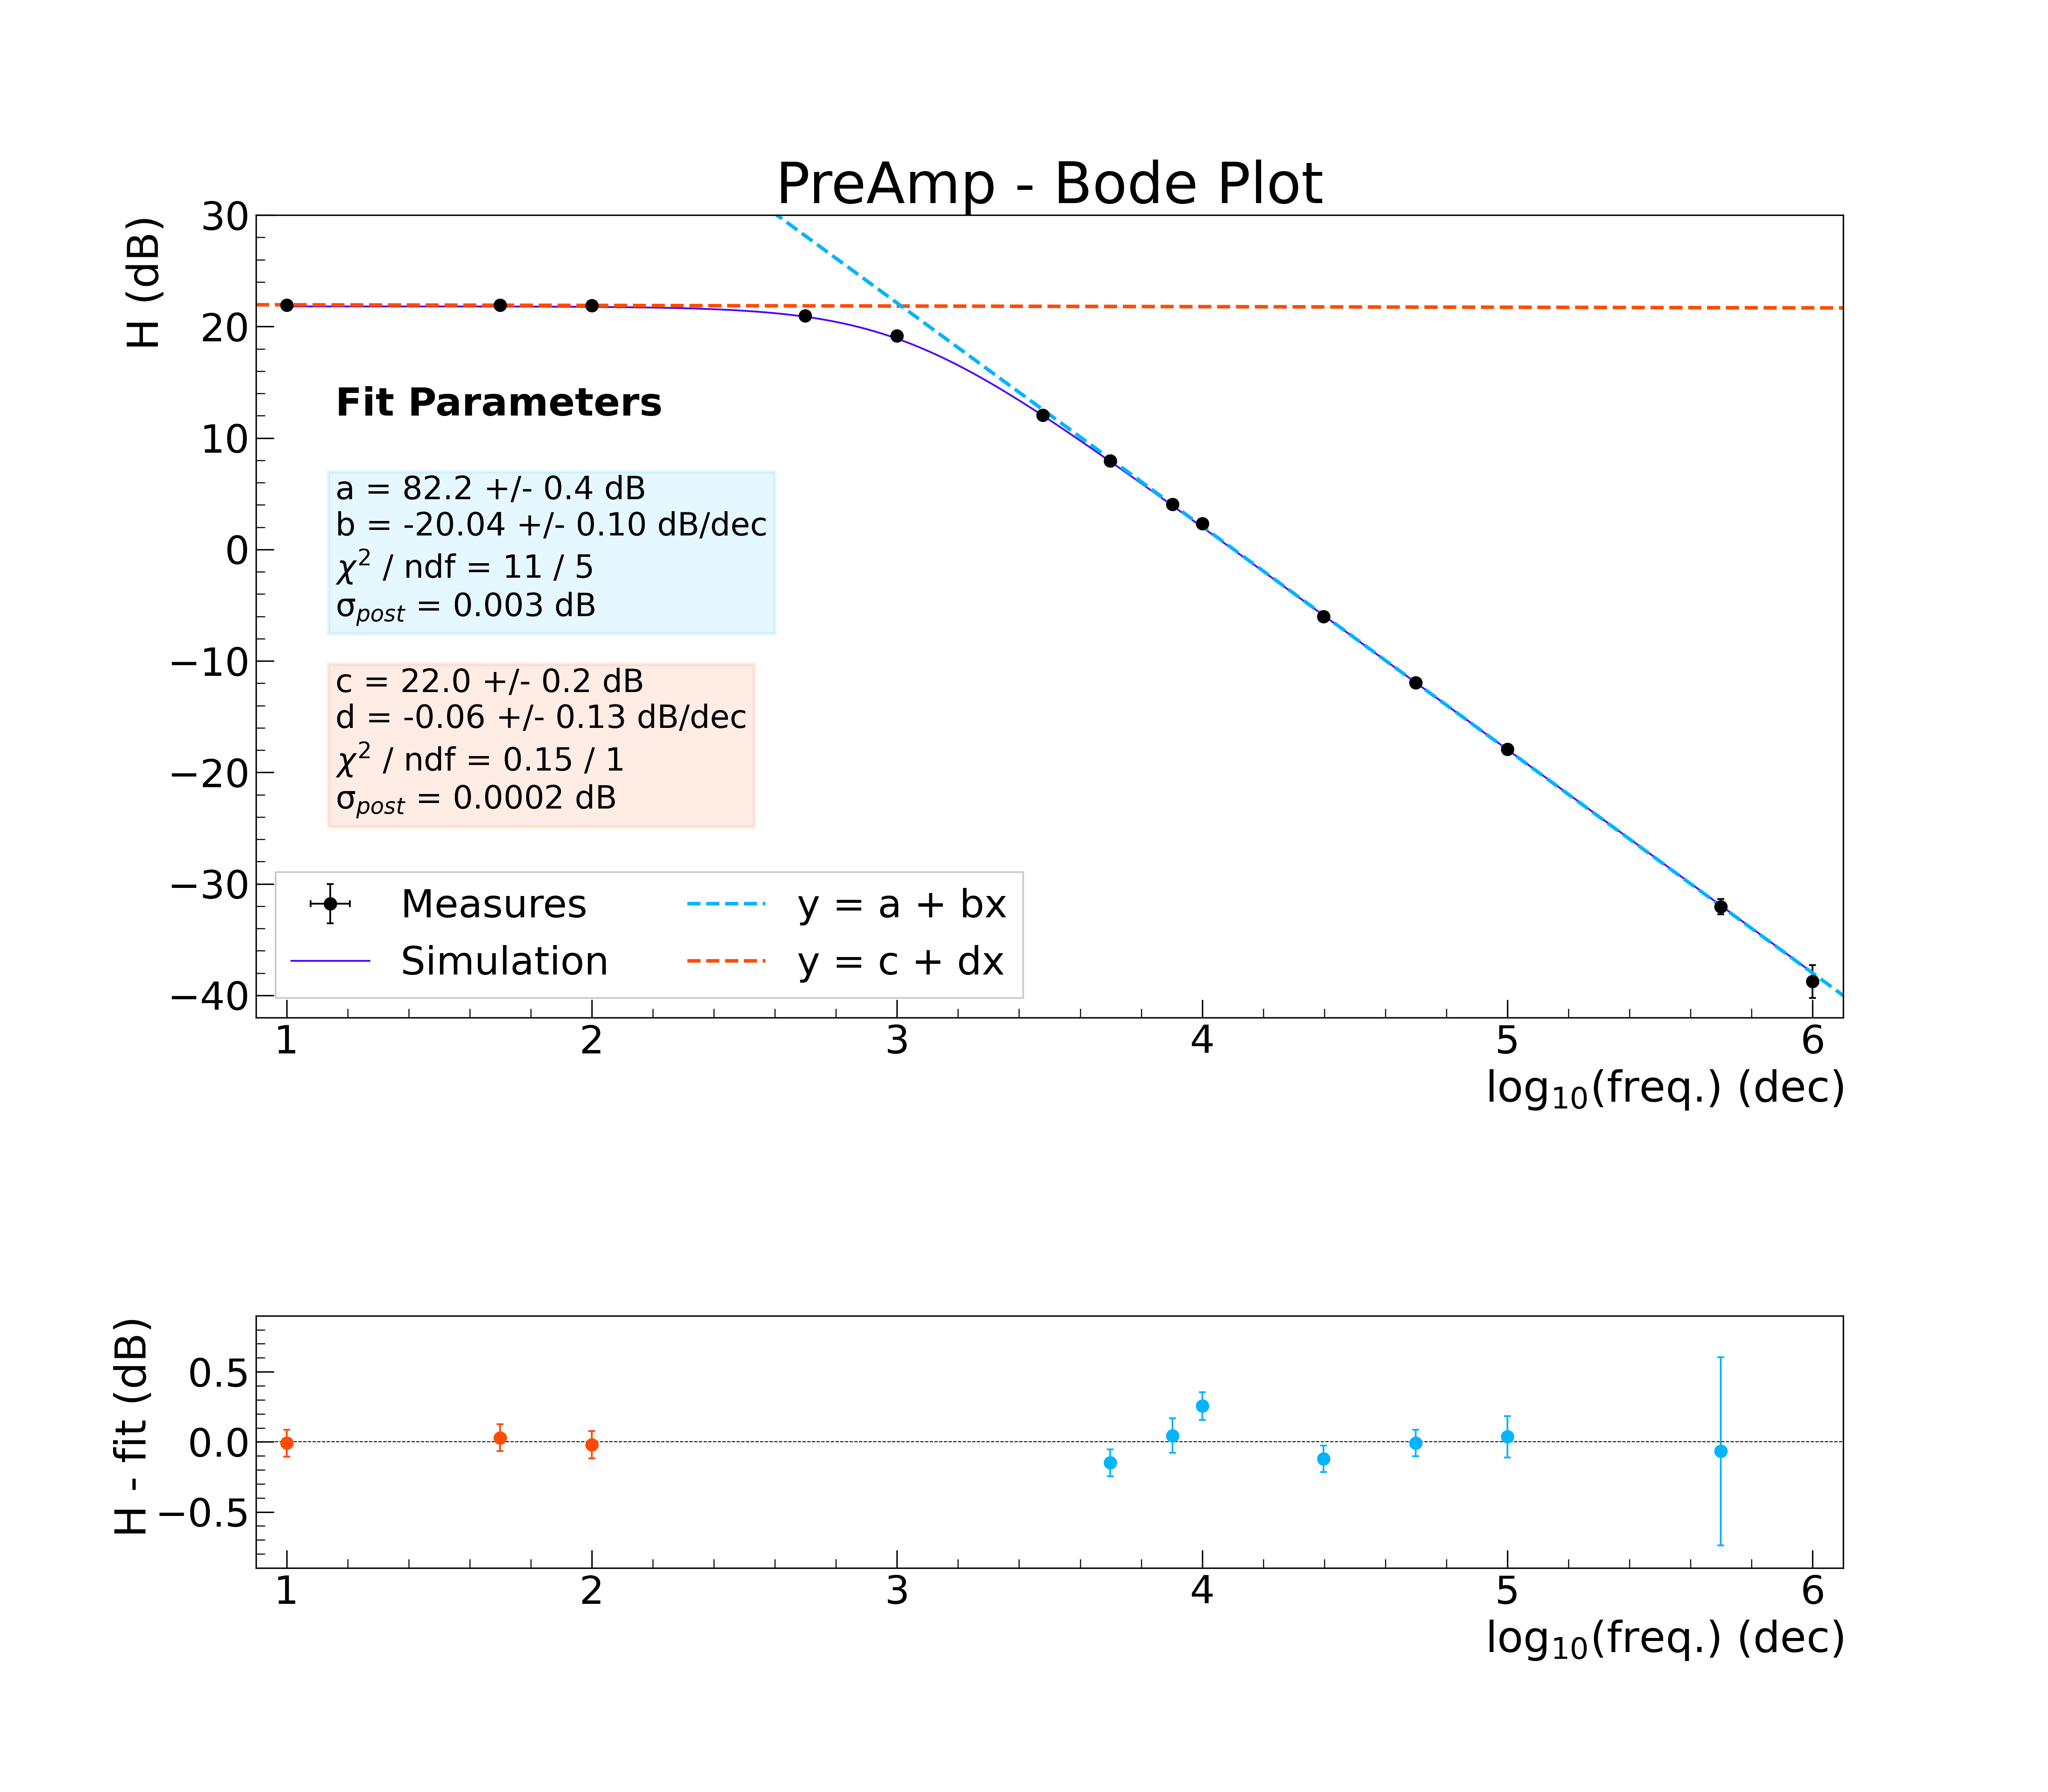 PreAmp - Bode Plot
H (dB)
30
20
10
0
−10
−20
−30
−40
Fit Parameters
a = 82.2 +/- 0.4 dB
b = -20.04 +/- 0.10 dB/dec
χ² / ndf = 11 / 5
σpost = 0.003 dB
c = 22.0 +/- 0.2 dB
d = -0.06 +/- 0.13 dB/dec
χ² / ndf = 0.15 / 1
σpost = 0.0002 dB
Measures
Simulation
y = a + bx
y = c + dx
1 2 3 4 5 6
log₁₀(freq.) (dec)
H - fit (dB)
0.5
0.0
−0.5
1 2 3 4 5 6
log₁₀(freq.) (dec)